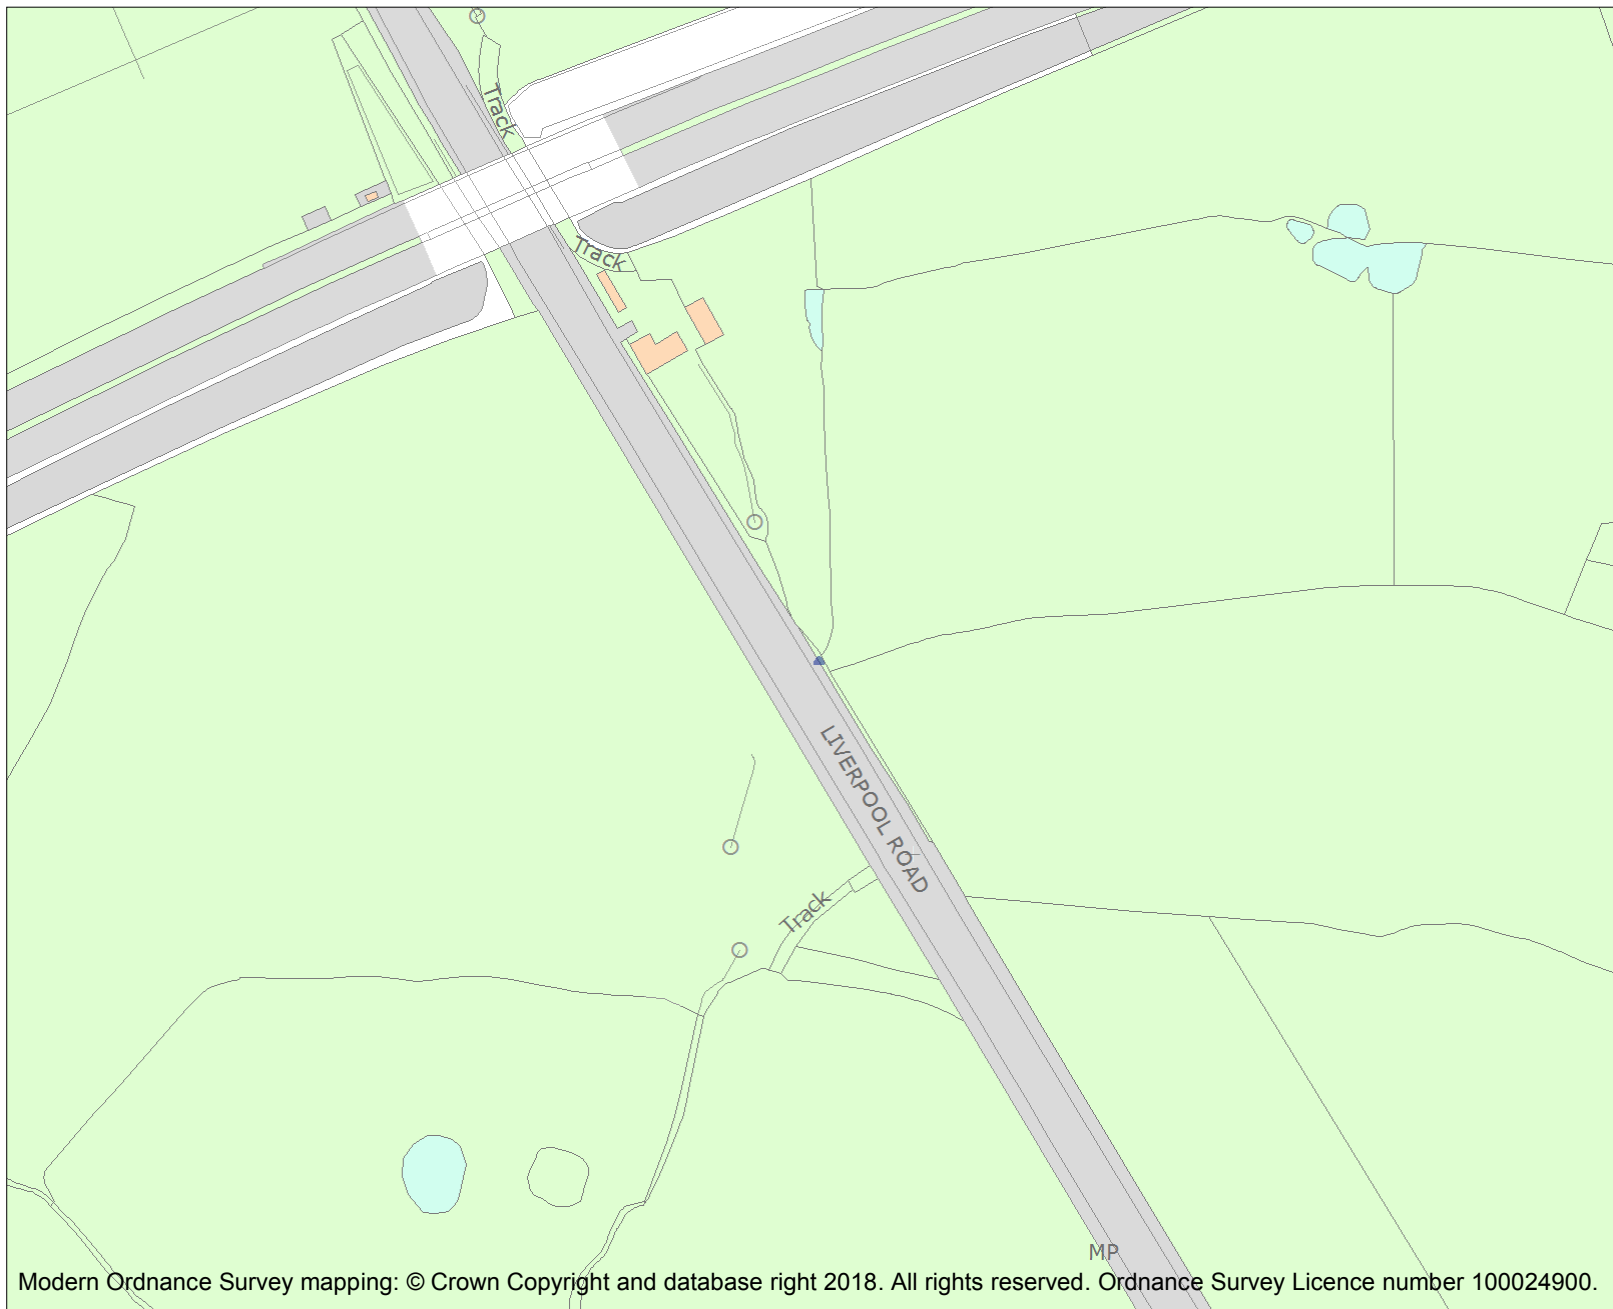 Track
Track
LIVERPOOL ROAD
Track
MP
Modern Ordnance Survey mapping: © Crown Copyright and database right 2018. All rights reserved. Ordnance Survey Licence number 100024900.